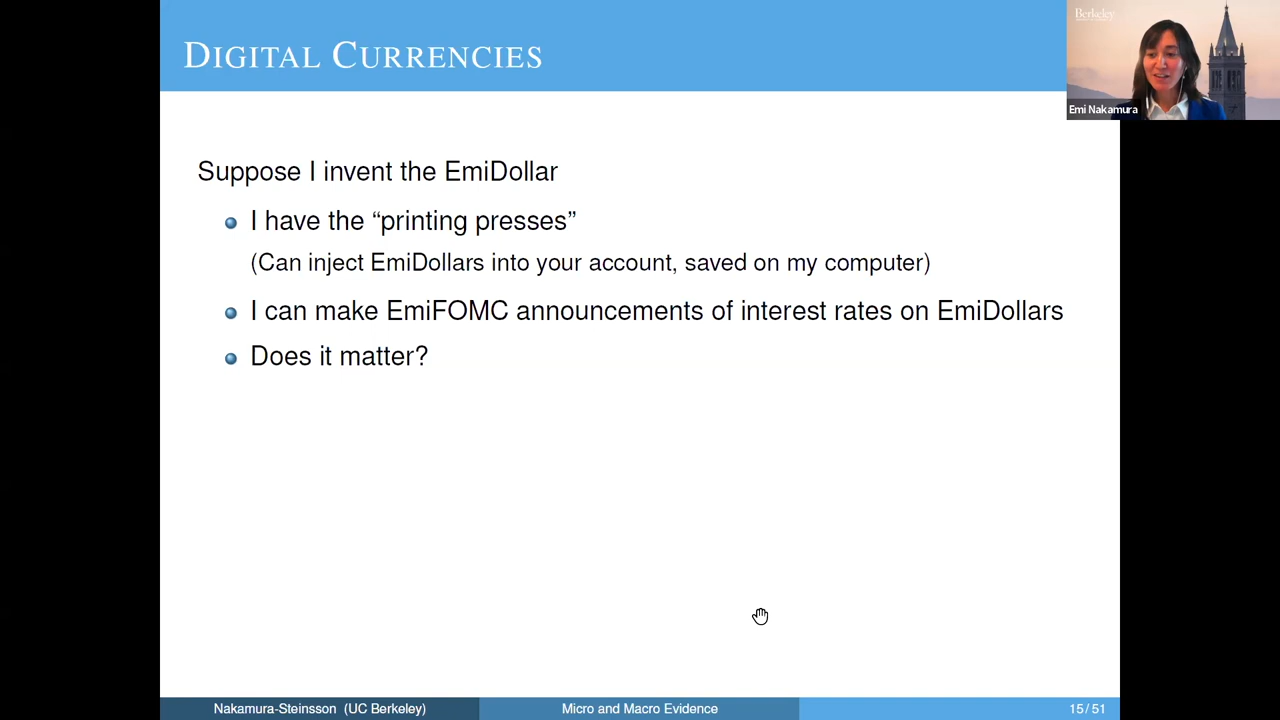 DIGITAL CURRENCIES
Berkeley
Emi Nakamura
Suppose I invent the EmiDollar
I have the “printing presses”
(Can inject EmiDollars into your account, saved on my computer)
I can make EmiFOMC announcements of interest rates on EmiDollars
Does it matter?
Nakamura-Steinsson (UC Berkeley)
Micro and Macro Evidence
15/51